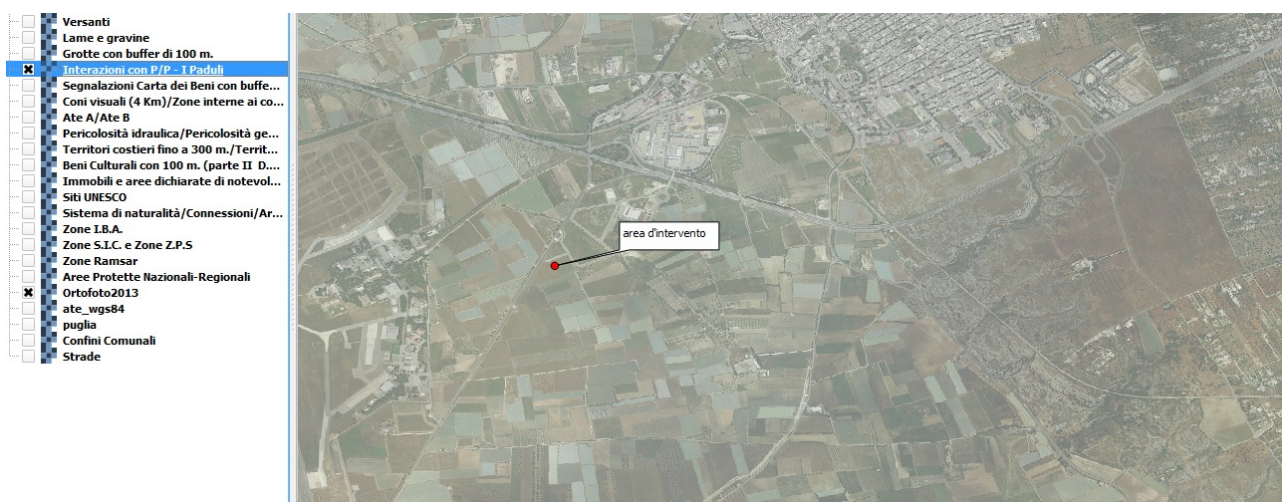 Versanti
Lame e gravine
Grotte con buffer di 100 m.
Interazioni con P/P - I Paduli
Segnalazioni Carta dei Beni con buffe...
Coni visuali (4 Km)/Zone interne ai co...
Ate A/Ate B
Pericolosità idraulica/Pericolosità ge...
Territori costieri fino a 300 m./Territ...
Beni Culturali con 100 m. (parte II D....
Immobili e aree dichiarate di notevol...
Siti UNESCO
Sistema di naturalità/Connessioni/Ar...
Zone I.B.A.
Zone S.I.C. e Zone Z.P.S
Zone Ramsar
Aree Protette Nazionali-Regionali
Ortofoto2013
ate_wgs84
puglia
Confini Comunali
Strade
area d'intervento